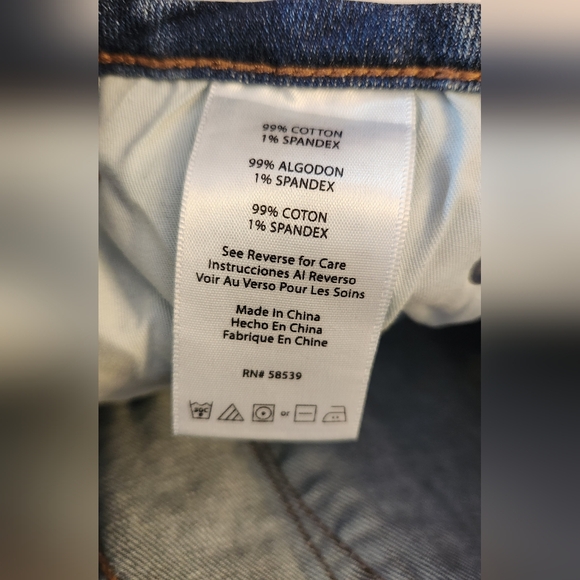 99% COTTON
1% SPANDEX
99% ALGODON
1% SPANDEX
99% COTON
1% SPANDEX
See Reverse for Care
Instrucciones Al Reverso
Voir Au Verso Pour Les Soins
Made in China
Hecho En China
Fabrique En Chine
RN# 58539
or